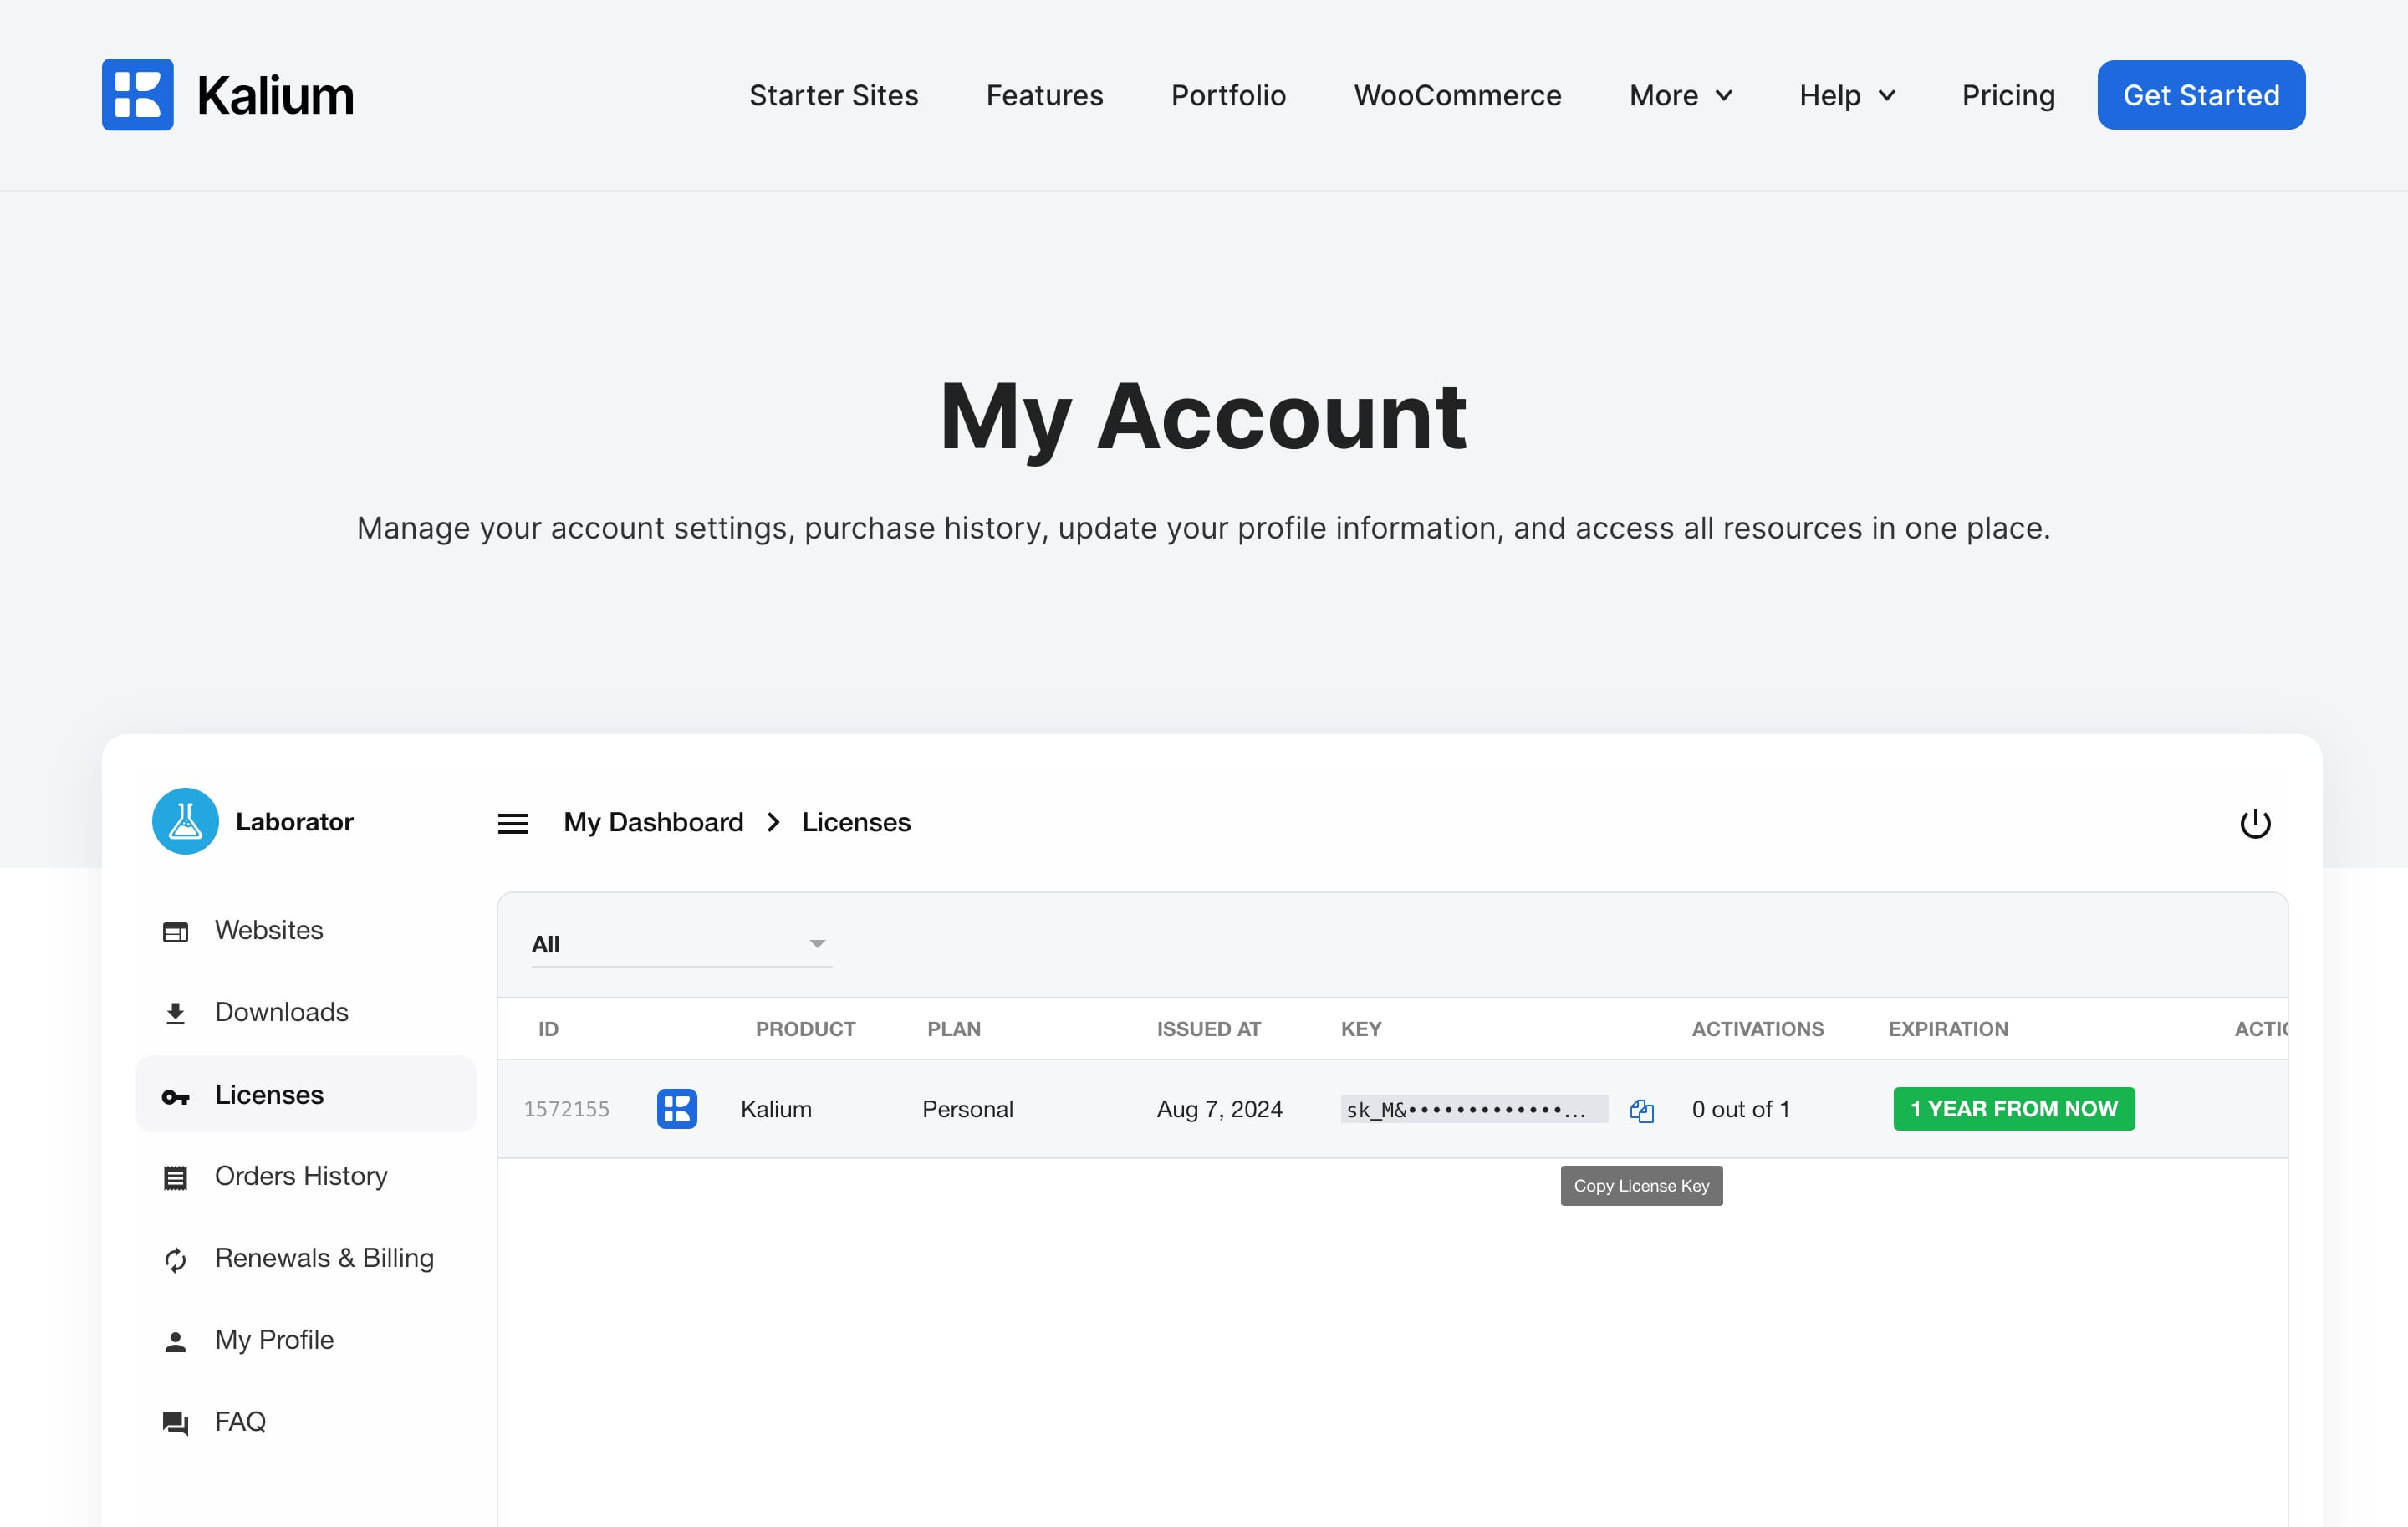 Kalium
Starter Sites Features Portfolio WooCommerce More Help Pricing Get Started
My Account
Manage your account settings, purchase history, update your profile information, and access all resources in one place.
Laborator
My Dashboard > Licenses
Websites
Downloads
Licenses
Orders History
Renewals & Billing
My Profile
FAQ
All
ID PRODUCT PLAN ISSUED AT KEY ACTIVATIONS EXPIRATION ACTIC
1572155 Kalium Personal Aug 7, 2024 sk_M&•••••••••••••... 0 out of 1 1 YEAR FROM NOW
Copy License Key